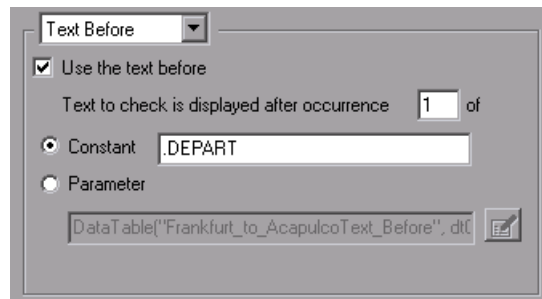 Text Before
Use the text before
Text to check is displayed after occurrence 1 of
Constant .DEPART
Parameter
DataTable("Frankfurt_to_AcapulcoText_Before", dt